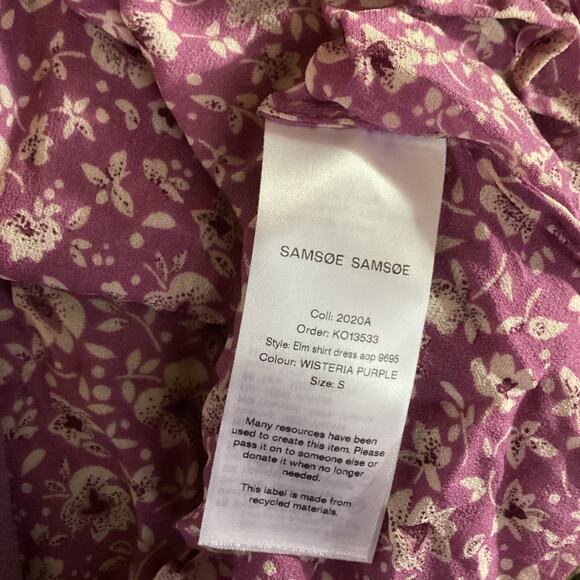 SAMSØE SAMSØE
Coll: 2020A
Order: KO13533
Style: Elm shirt dress aop 9695
Colour: WISTERIA PURPLE
Size: S
Many resources have been
used to create this item. Please
pass it on to someone else or
donate it when no longer
needed.
This label is made from
recycled materials.